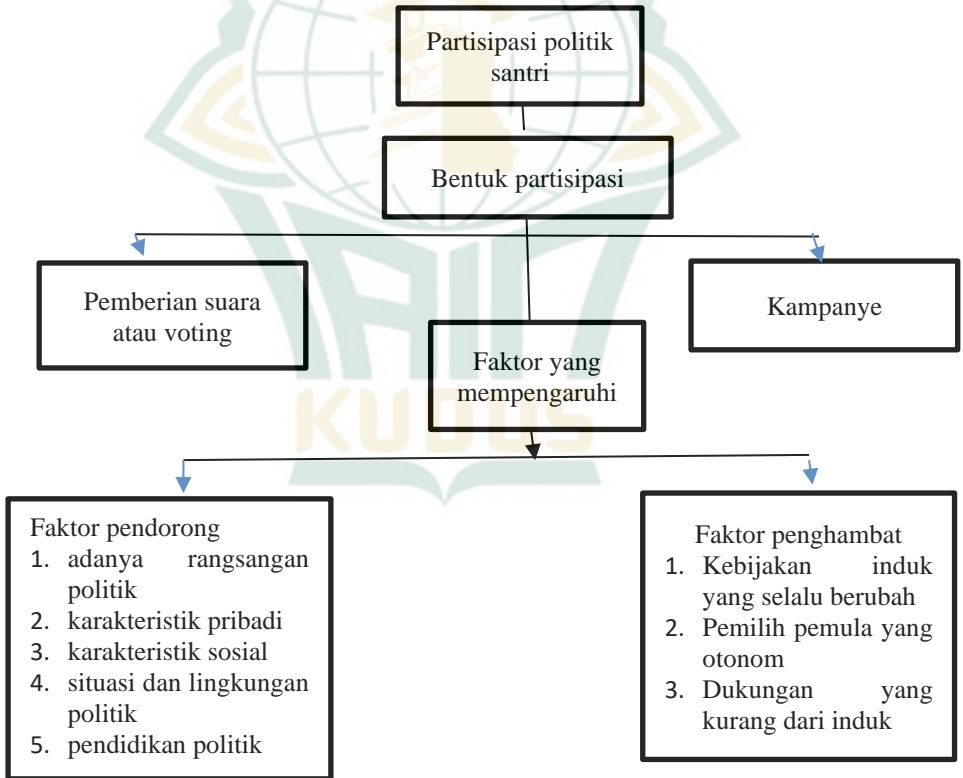 Partisipasi politik
santri
Bentuk partisipasi
Pemberian suara
atau voting
Kampanye
Faktor yang
mempengaruhi
KUDUS
Faktor pendorong
1. adanya rangsangan
politik
2. karakteristik pribadi
3. karakteristik sosial
4. situasi dan lingkungan
politik
5. pendidikan politik
Faktor penghambat
1. Kebijakan induk
yang selalu berubah
2. Pemilih pemula yang
otonom
3. Dukungan yang
kurang dari induk